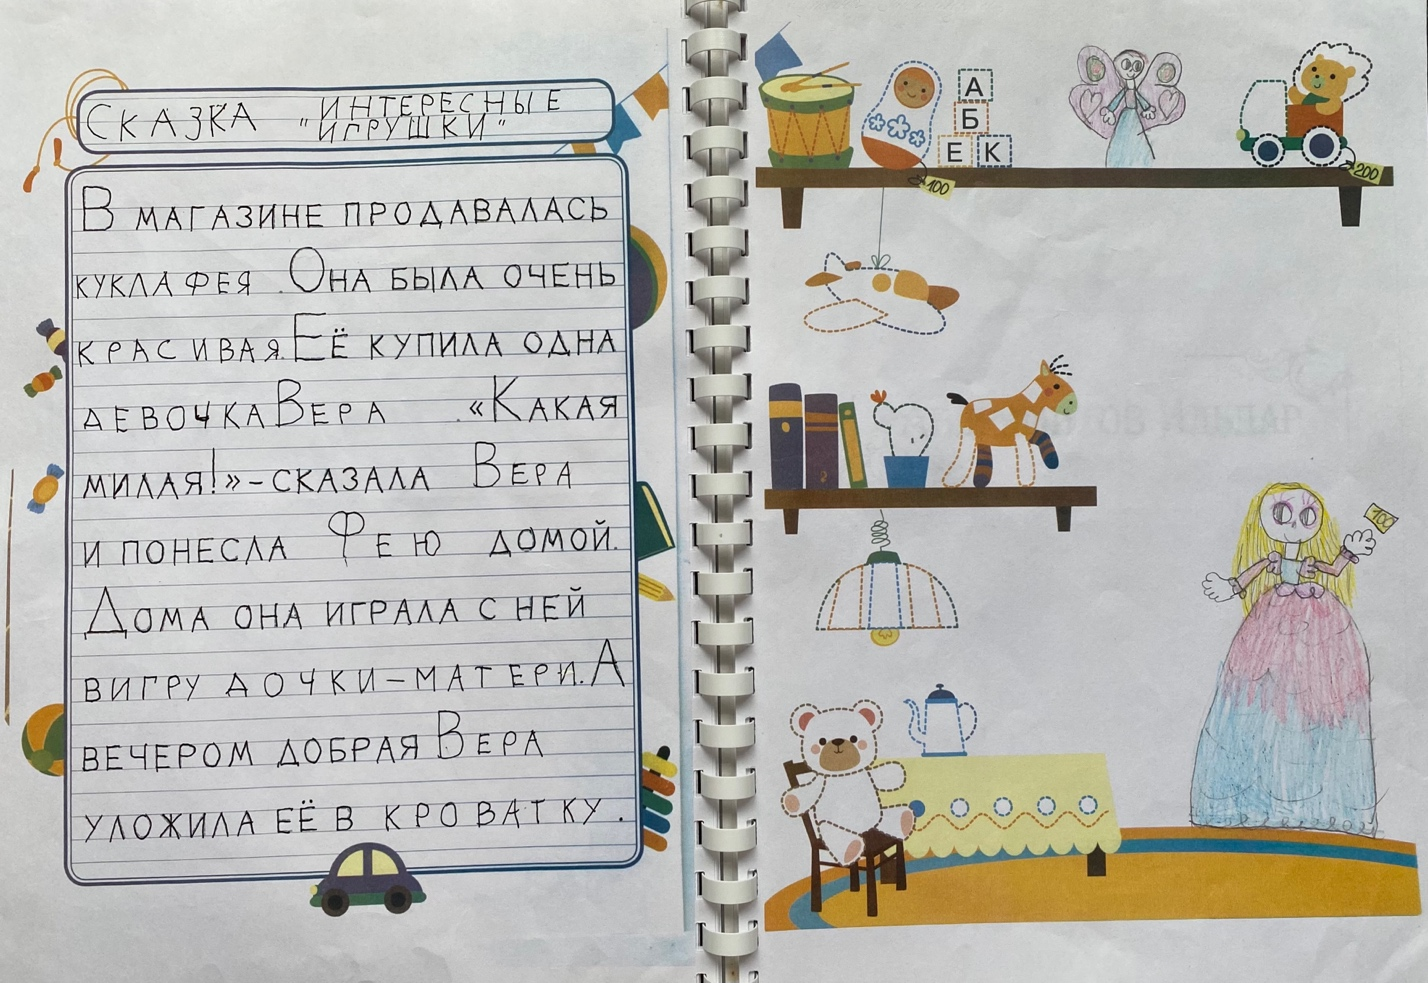 СКАЗКА "ИНТЕРЕСНЫЕ
ИГРУШКИ"
В МАГАЗИНЕ ПРОДАВАЛАСЬ
КУКЛА ФЕЯ. ОНА БЫЛА ОЧЕНЬ
КРАСИВАЯ. ЕЁ КУПИЛА ОДНА
ДЕВОЧКА ВЕРА. «КАКАЯ
МИЛАЯ!» – СКАЗАЛА ВЕРА
И ПОНЕСЛА ФЕЮ ДОМОЙ.
ДОМА ОНА ИГРАЛА С НЕЙ
В ИГРУ ДОЧКИ–МАТЕРИ. А
ВЕЧЕРОМ ДОБРАЯ ВЕРА
УЛОЖИЛА ЕЁ В КРОВАТКУ.
А
Б
Е К
100
200
100